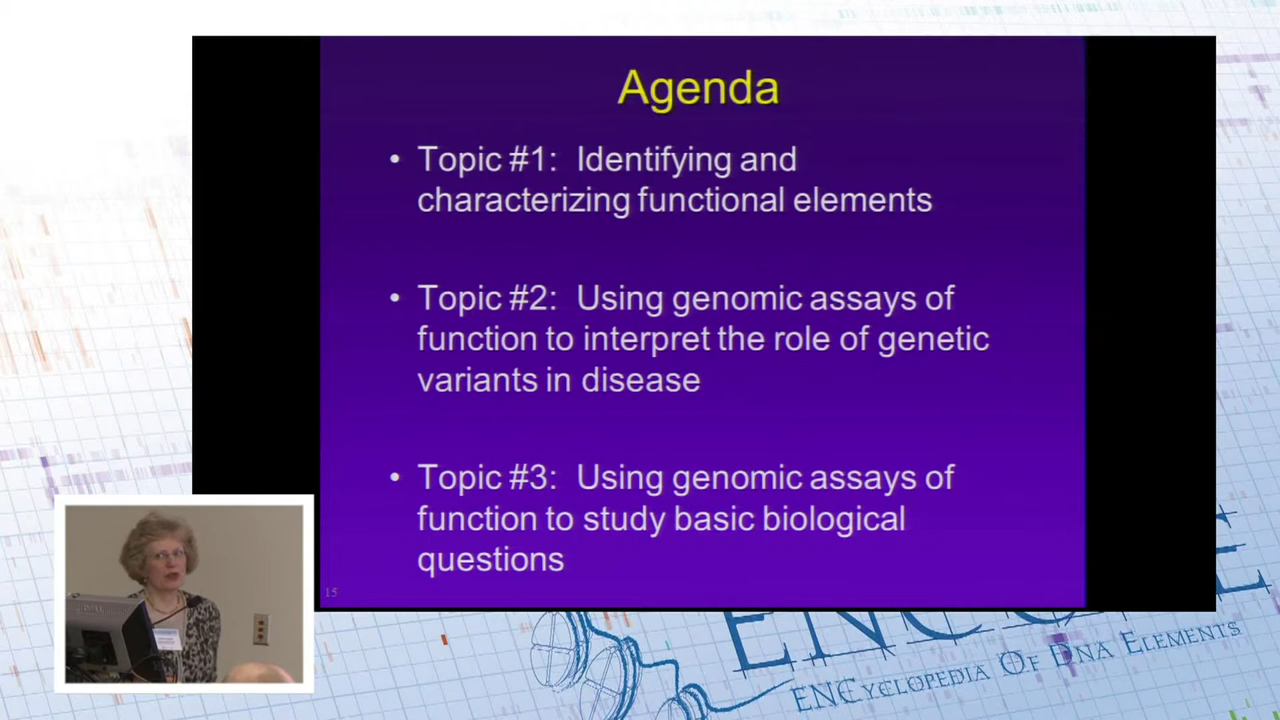 Agenda
• Topic #1: Identifying and
characterizing functional elements
• Topic #2: Using genomic assays of
function to interpret the role of genetic
variants in disease
• Topic #3: Using genomic assays of
function to study basic biological
questions
15
ENCYCLOPEDIA OF DNA ELEMENTS